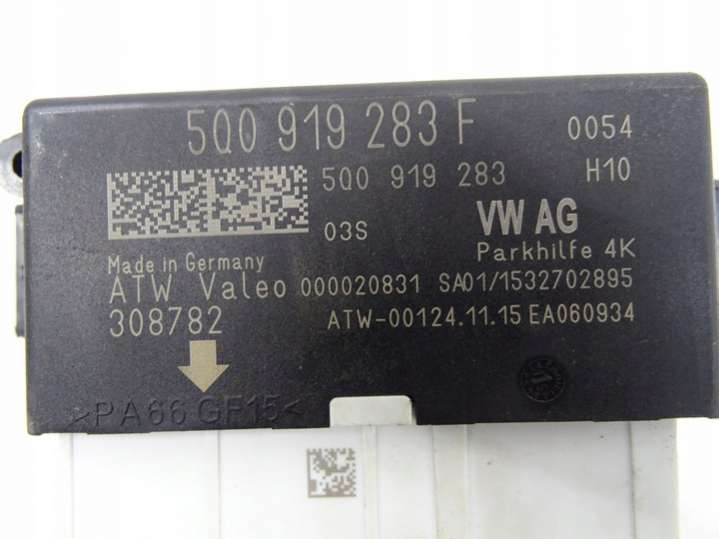 5Q0 919 283 F 0054
5Q0 919 283 H10
03S VW AG
Parkhilfe 4K
Made in Germany
ATW Valeo 000020831 SA01/1532702895
308782 ATW-00124.11.15 EA060934
>PA66 GF15<